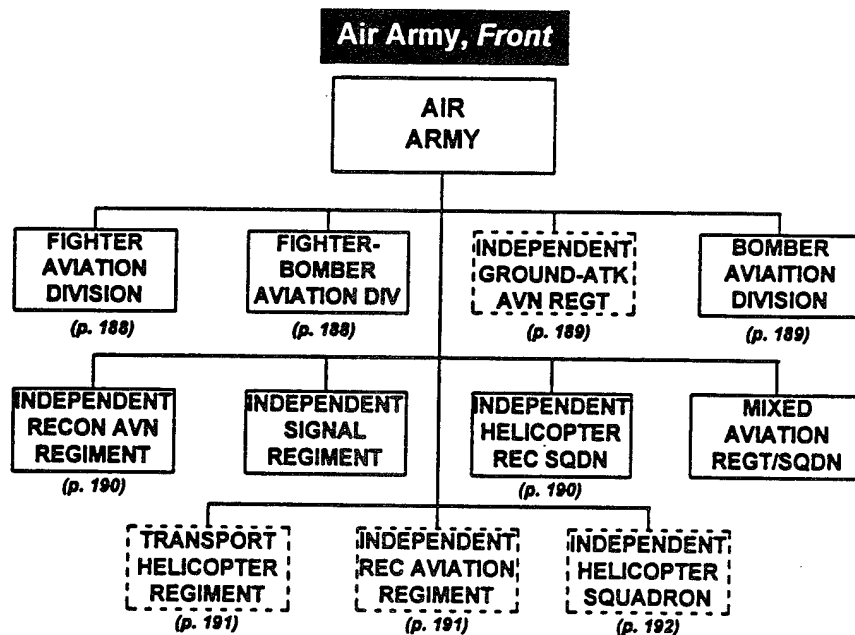 Air Army, Front
AIR
ARMY
FIGHTER
AVIATION
DIVISION
(p. 188)
FIGHTER-
BOMBER
AVIATION DIV
(p. 188)
INDEPENDENT
GROUND-ATK
AVN REGT
(p. 189)
BOMBER
AVIAITION
DIVISION
(p. 189)
INDEPENDENT
RECON AVN
REGIMENT
(p. 190)
INDEPENDENT
SIGNAL
REGIMENT
INDEPENDENT
HELICOPTER
REC SQDN
(p. 190)
MIXED
AVIATION
REGT/SQDN
TRANSPORT
HELICOPTER
REGIMENT
(p. 191)
INDEPENDENT
REC AVIATION
REGIMENT
(p. 191)
INDEPENDENT
HELICOPTER
SQUADRON
(p. 192)